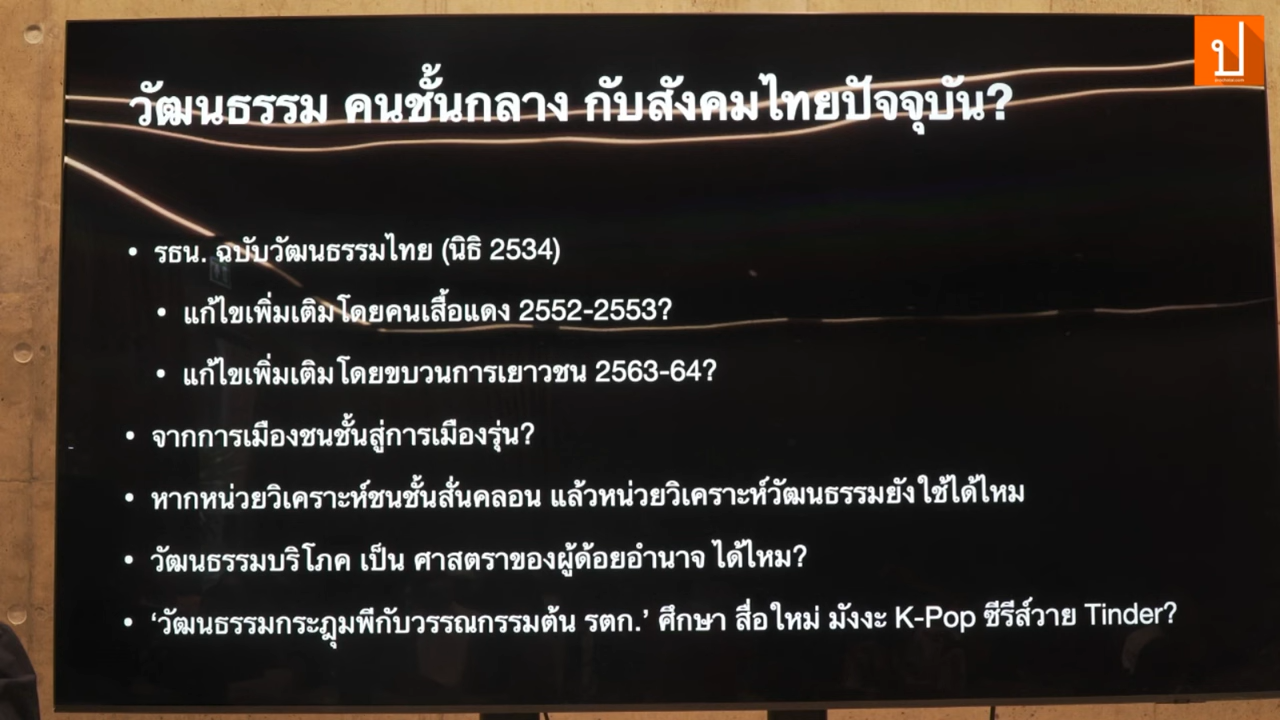 ป
วัฒนธรรม คนชั้นกลาง กับสังคมไทยปัจจุบัน?
• รธน. ฉบับวัฒนธรรมไทย (นิธิ 2534)
• แก้ไขเพิ่มเติมโดยคนเสื้อแดง 2552-2553?
• แก้ไขเพิ่มเติมโดยขบวนการเยาวชน 2563-64?
• จากการเมืองชนชั้นสู่การเมืองรุ่น?
• หากหน่วยวิเคราะห์ชนชั้นสั่นคลอน แล้วหน่วยวิเคราะห์วัฒนธรรมยังใช้ได้ไหม
• วัฒนธรรมบริโภค เป็น ศาสตราของผู้ด้อยอำนาจ ได้ไหม?
• ‘วัฒนธรรมกระฎุมพีกับวรรณกรรมต้น รตก.’ ศึกษา สื่อใหม่ มังงะ K-Pop ซีรีส์วาย Tinder?